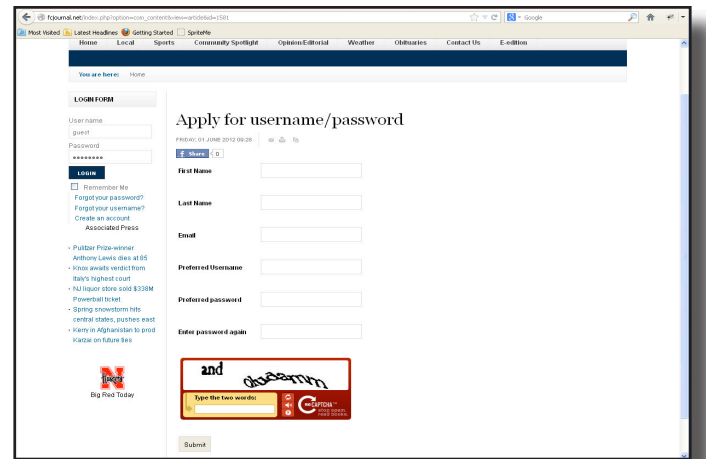 fcjournal.net/index.php?option=com_content&view=article&id=1581
Google
Most Visited Latest Headlines Getting Started SpriteMe
Home Local Sports Community Spotlight Opinion/Editorial Weather Obituaries Contact Us E-edition
You are here: Home
LOGIN FORM
User name
guest
Password
LOGIN
Remember Me
Forgot your password?
Forgot your username?
Create an account
Associated Press
Pulitzer Prize-winner
Anthony Lewis dies at 85
Knox awaits verdict from
Italy's highest court
NJ liquor store sold $338M
Powerball ticket
Spring snowstorm hits
central states, pushes east
Kerry in Afghanistan to prod
Karzai on future ties
N
Huskers
Big Red Today
Apply for username/password
FRIDAY, 01 JUNE 2012 09:28
f Share 0
First Name
Last Name
Email
Preferred Username
Preferred password
Enter password again
and
Type the two words:
reCAPTCHA™
stop spam.
read books.
Submit